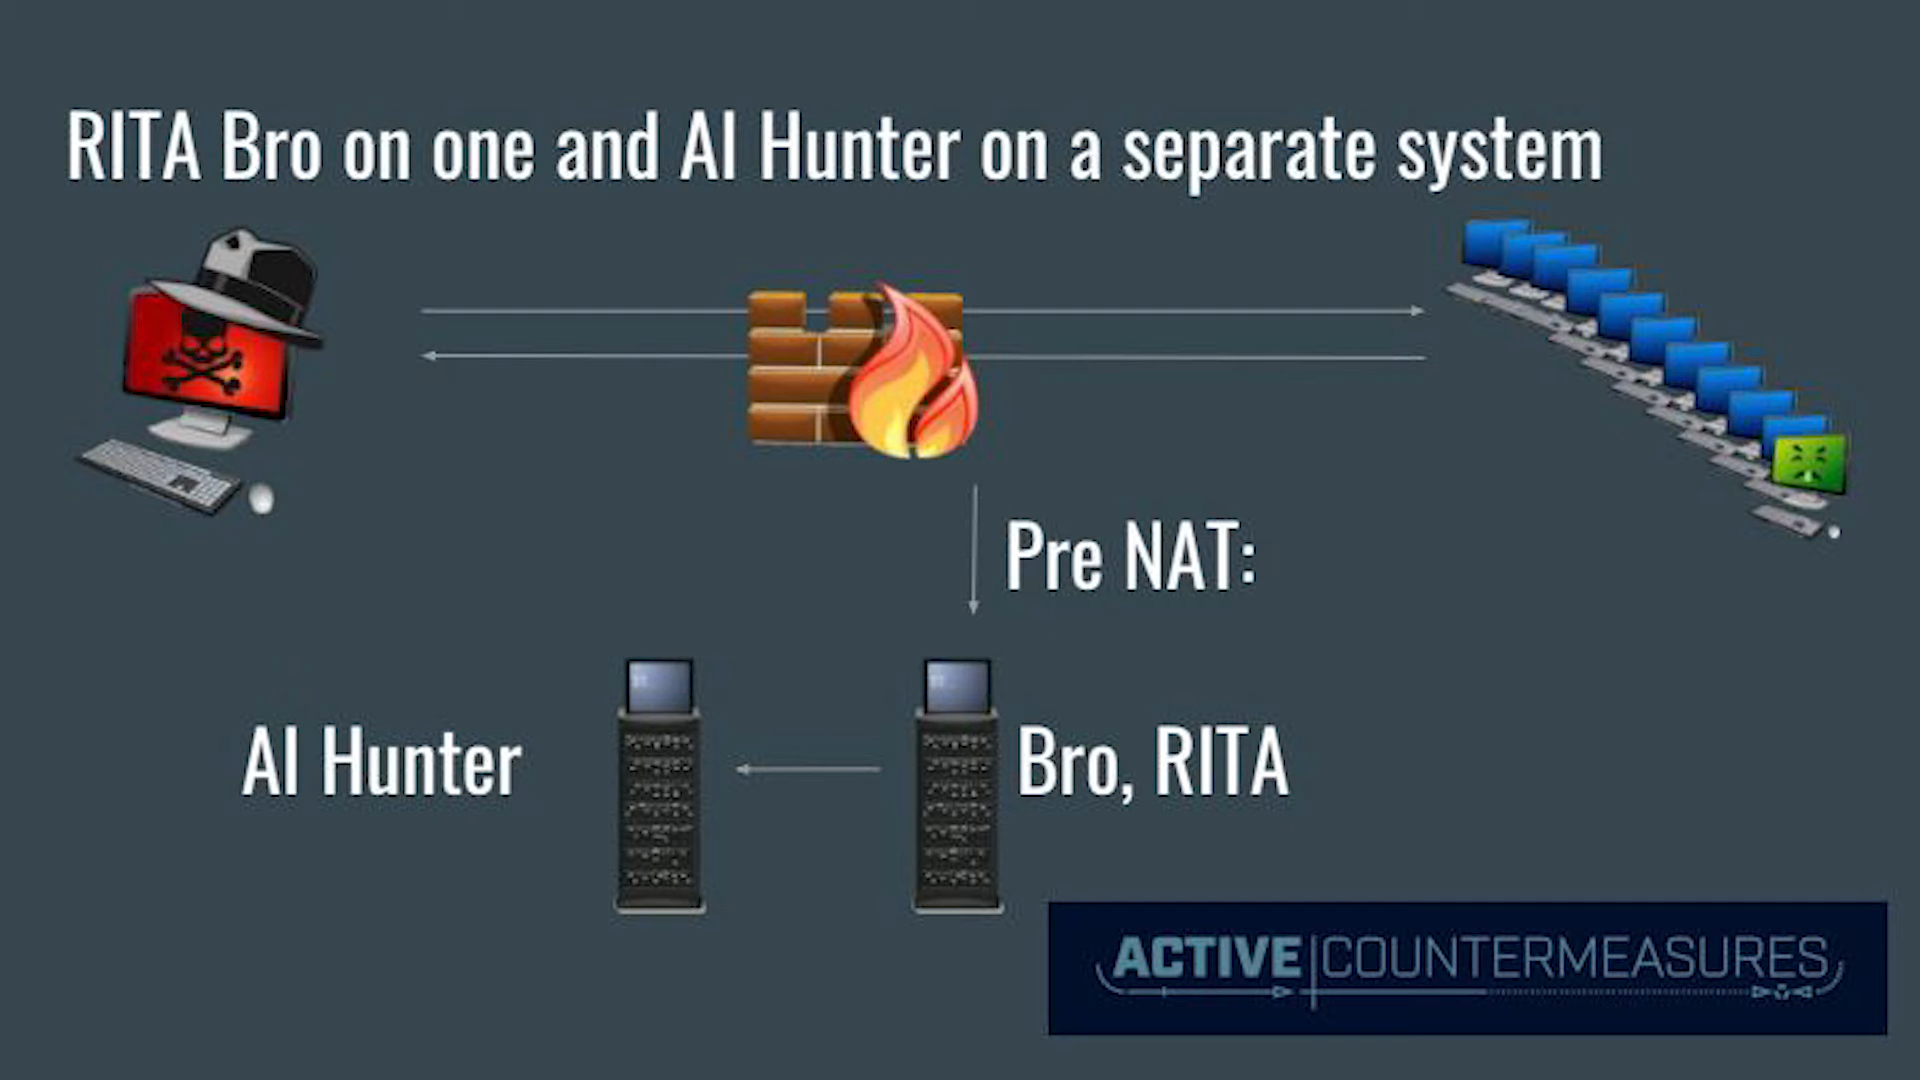 RITA Bro on one and AI Hunter on a separate system
Pre NAT:
AI Hunter
Bro, RITA
ACTIVE COUNTERMEASURES